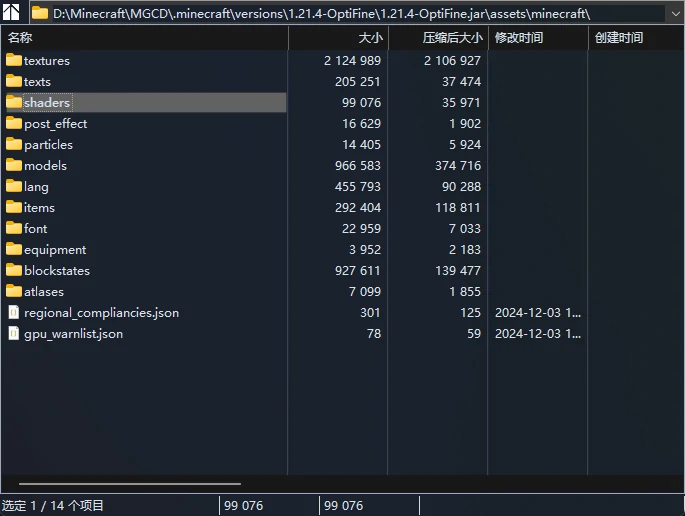 D:\Minecraft\MGCD\.minecraft\versions\1.21.4-OptiFine\1.21.4-OptiFine.jar\assets\minecraft\
名称 大小 压缩后大小 修改时间 创建时间
textures 2 124 989 2 106 927
texts 205 251 37 474
shaders 99 076 35 971
post_effect 16 629 1 902
particles 14 405 5 924
models 966 583 374 716
lang 455 793 90 288
items 292 404 118 811
font 22 959 7 033
equipment 3 952 2 183
blockstates 927 611 139 477
atlases 7 099 1 855
regional_compliancies.json 301 125 2024-12-03 1...
gpu_warnlist.json 78 59 2024-12-03 1...
选定 1 / 14 个项目 99 076 99 076